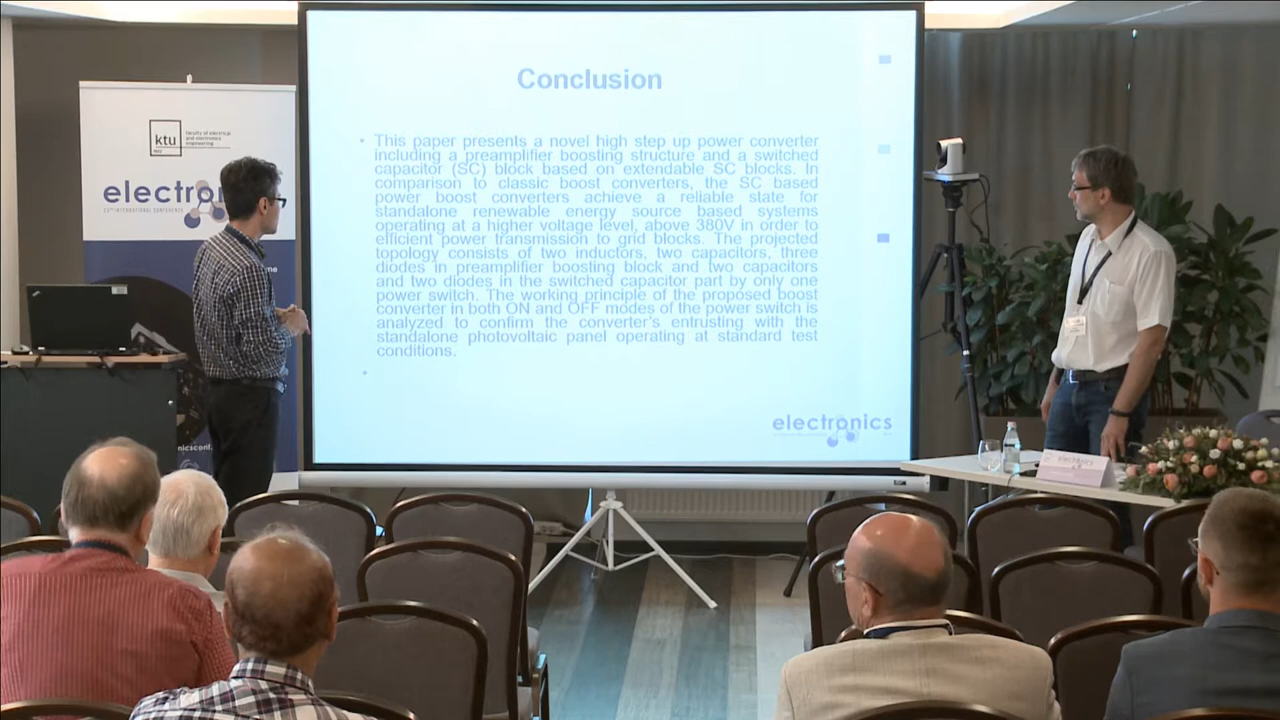 Conclusion
This paper presents a novel high step up power converter
including a preamplifier boosting structure and a switched
capacitor (SC) block based on extendable SC blocks. In
comparison to classic boost converters, the SC based
power boost converters achieve a reliable state for
standalone renewable energy source based systems
operating at a higher voltage level, above 380V in order to
efficient power transmission to grid blocks. The projected
topology consists of two inductors, two capacitors, three
diodes in preamplifier boosting block and two capacitors
and two diodes in the switched capacitor part by only one
power switch. The working principle of the proposed boost
converter in both ON and OFF modes of the power switch is
analyzed to confirm the converter's entrusting with the
standalone photovoltaic panel operating at standard test
conditions.
electronics
ktu
faculty of electrical
and electronics
engineering
1922
electron
INTERNATIONAL CONFERENCE
me
nicsconf.
electronics